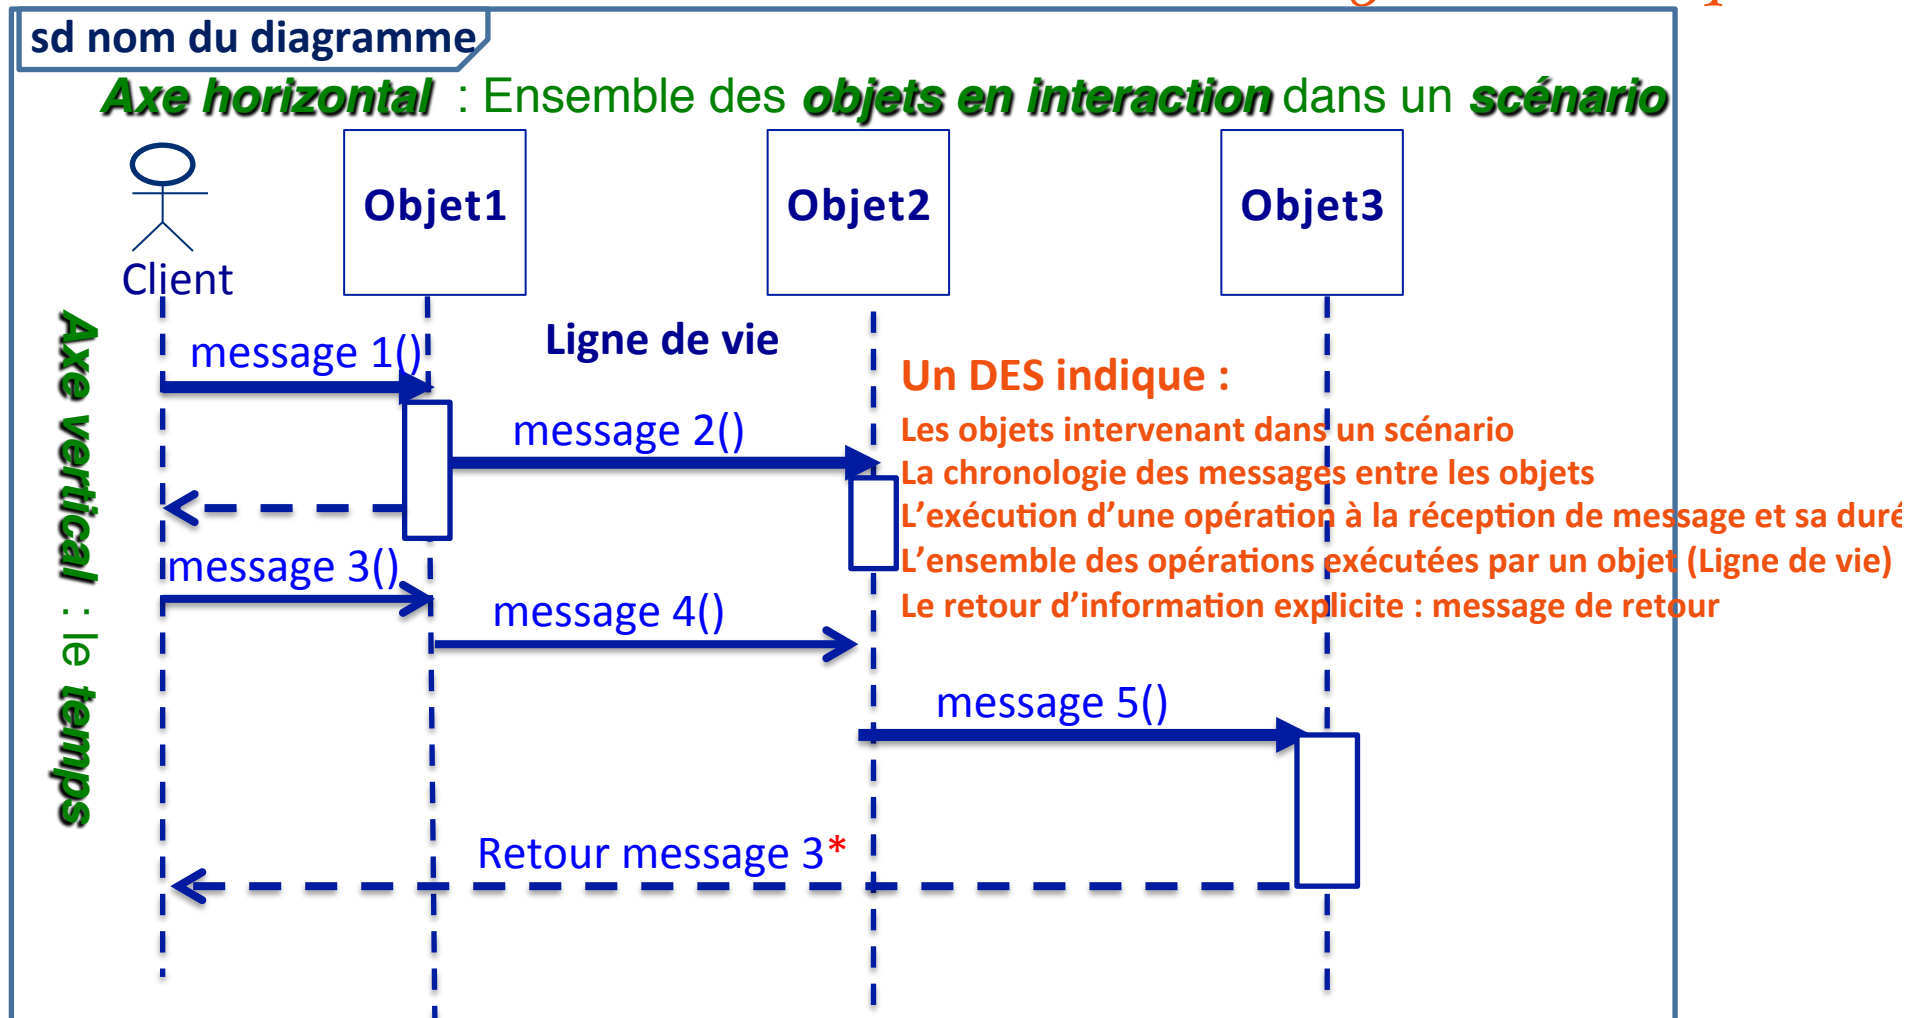 sd nom du diagramme
Axe horizontal : Ensemble des objets en interaction dans un scénario
Objet1
Objet2
Objet3
Client
Axe vertical : le temps
message 1()
Ligne de vie
Un DES indique :
message 2()
Les objets intervenant dans un scénario
La chronologie des messages entre les objets
L’exécution d’une opération à la réception de message et sa duré
message 3()
L’ensemble des opérations exécutées par un objet (Ligne de vie)
message 4()
Le retour d’information explicite : message de retour
message 5()
Retour message 3*